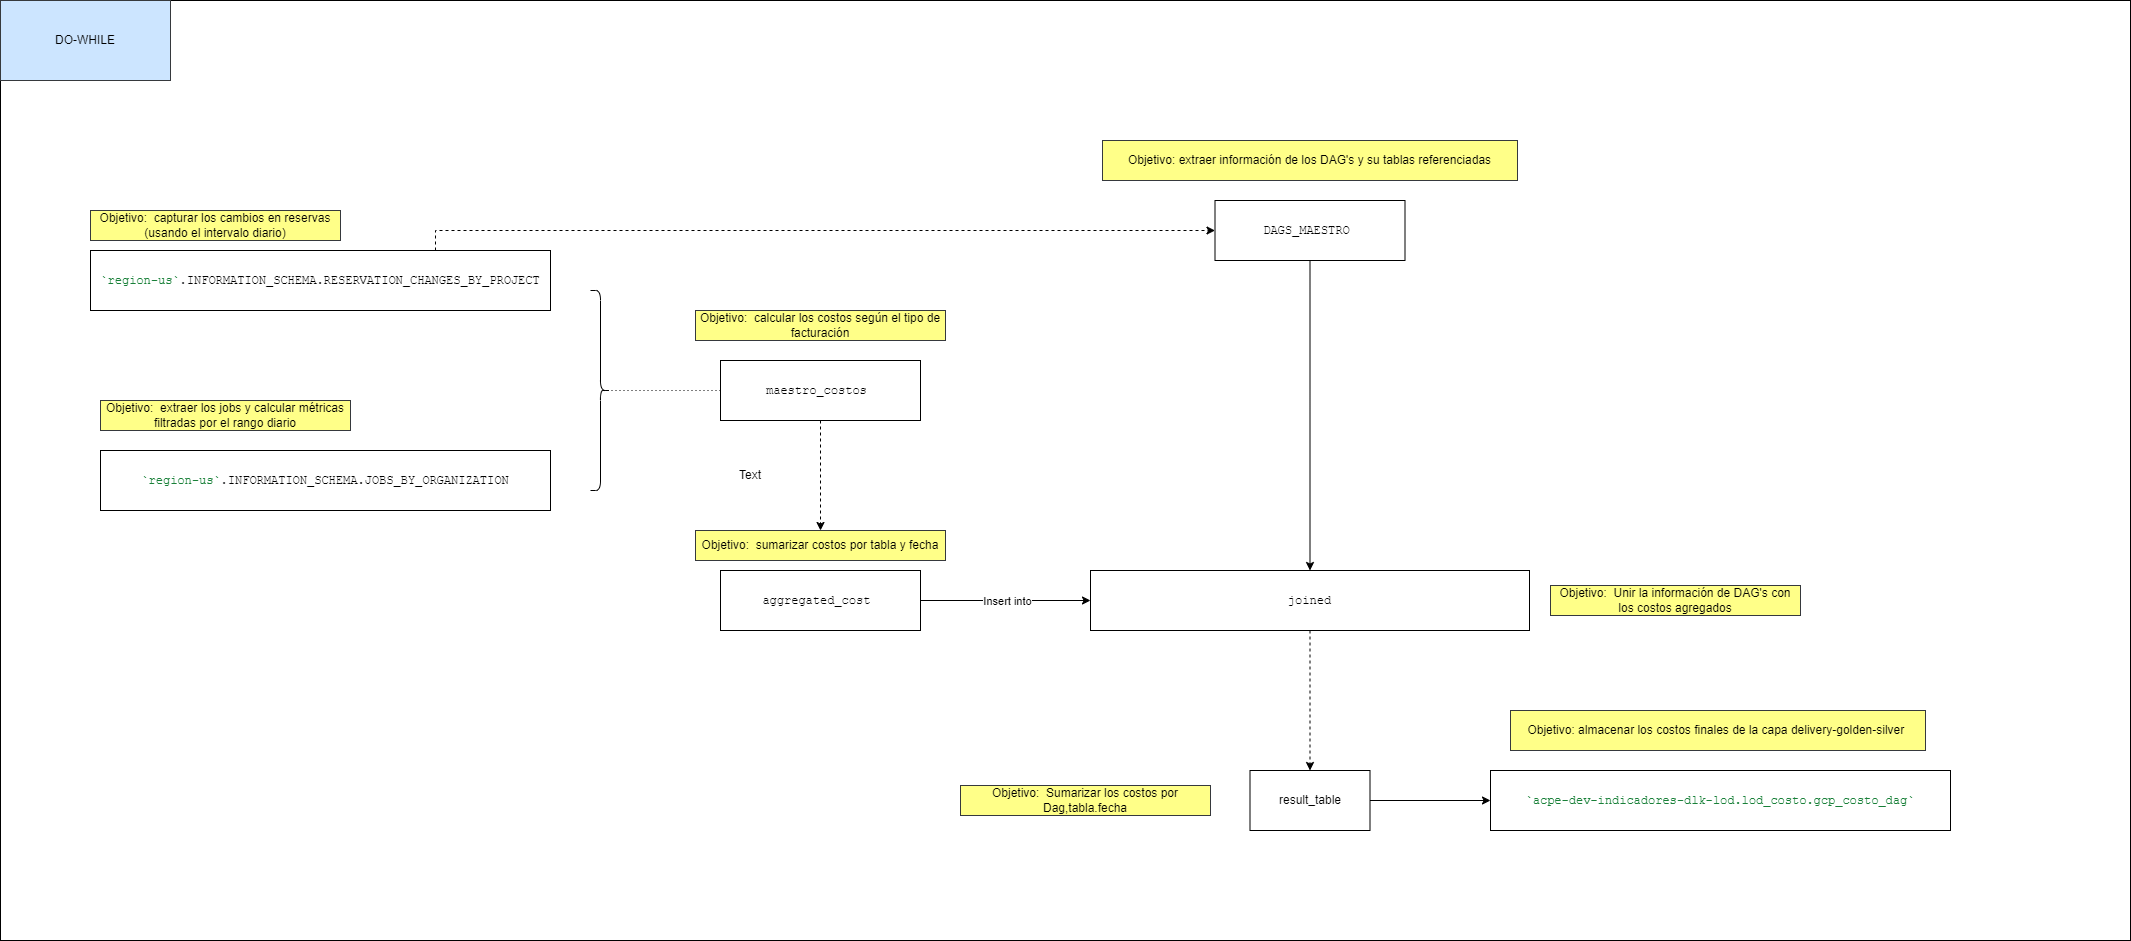 DO-WHILE
Objetivo: extraer información de los DAG's y su tablas referenciadas
DAGS_MAESTRO
Objetivo:  capturar los cambios en reservas
(usando el intervalo diario)
`region-us`.INFORMATION_SCHEMA.RESERVATION_CHANGES_BY_PROJECT
Objetivo:  calcular los costos según el tipo de
facturación
maestro_costos
Objetivo:  extraer los jobs y calcular métricas
filtradas por el rango diario
`region-us`.INFORMATION_SCHEMA.JOBS_BY_ORGANIZATION
Text
Objetivo:  sumarizar costos por tabla y fecha
aggregated_cost
Insert into
joined
Objetivo:  Unir la información de DAG's con
los costos agregados
Objetivo: almacenar los costos finales de la capa delivery-golden-silver
Objetivo:  Sumarizar los costos por
Dag,tabla.fecha
result_table
`acpe-dev-indicadores-dlk-lod.lod_costo.gcp_costo_dag`